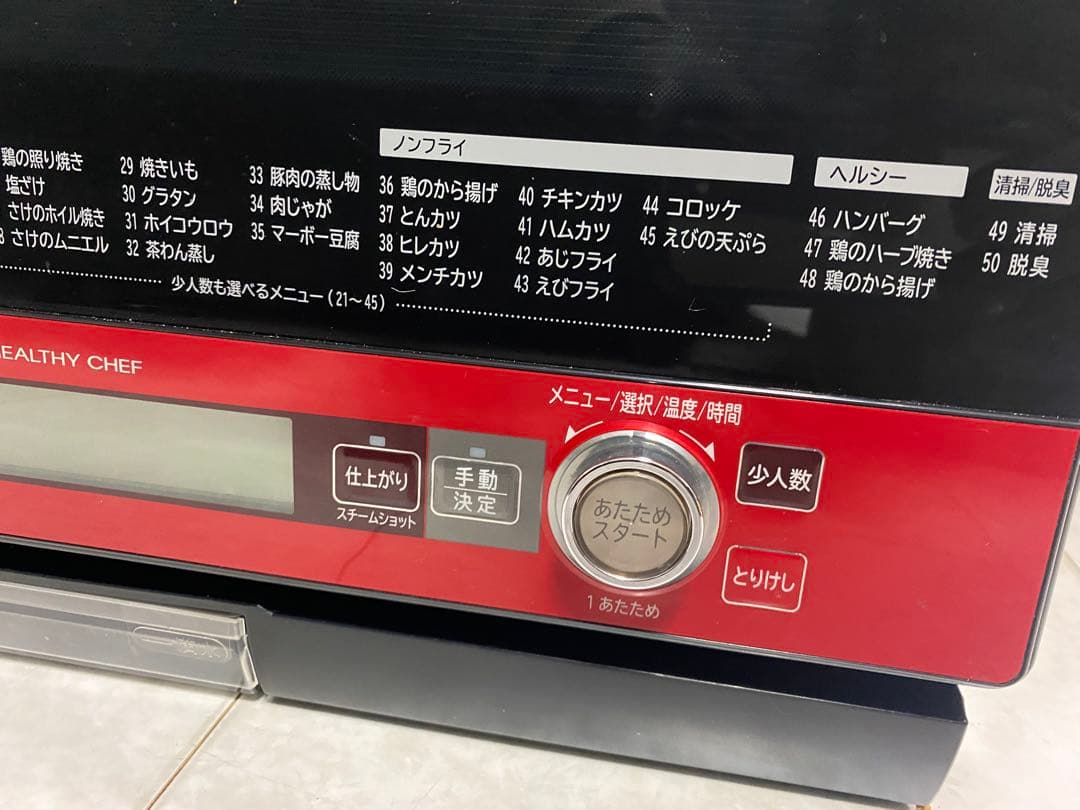 鶏の照り焼き
塩ざけ
さけのホイル焼き
さけのムニエル
29 焼きいも
30 グラタン
31 ホイコウロウ
32 茶わん蒸し
33 豚肉の蒸し物
34 肉じゃが
35 マーボー豆腐
ノンフライ
36 鶏のから揚げ
37 とんカツ
38 ヒレカツ
39 メンチカツ
40 チキンカツ
41 ハムカツ
42 あじフライ
43 えびフライ
44 コロッケ
45 えびの天ぷら
ヘルシー
46 ハンバーグ
47 鶏のハーブ焼き
48 鶏のから揚げ
清掃/脱臭
49 清掃
50 脱臭
少人数も選べるメニュー(21〜45)
HEALTHY CHEF
メニュー/選択/温度/時間
仕上がり
スチームショット
手動
決定
あたため
スタート
1 あたため
少人数
とりけし